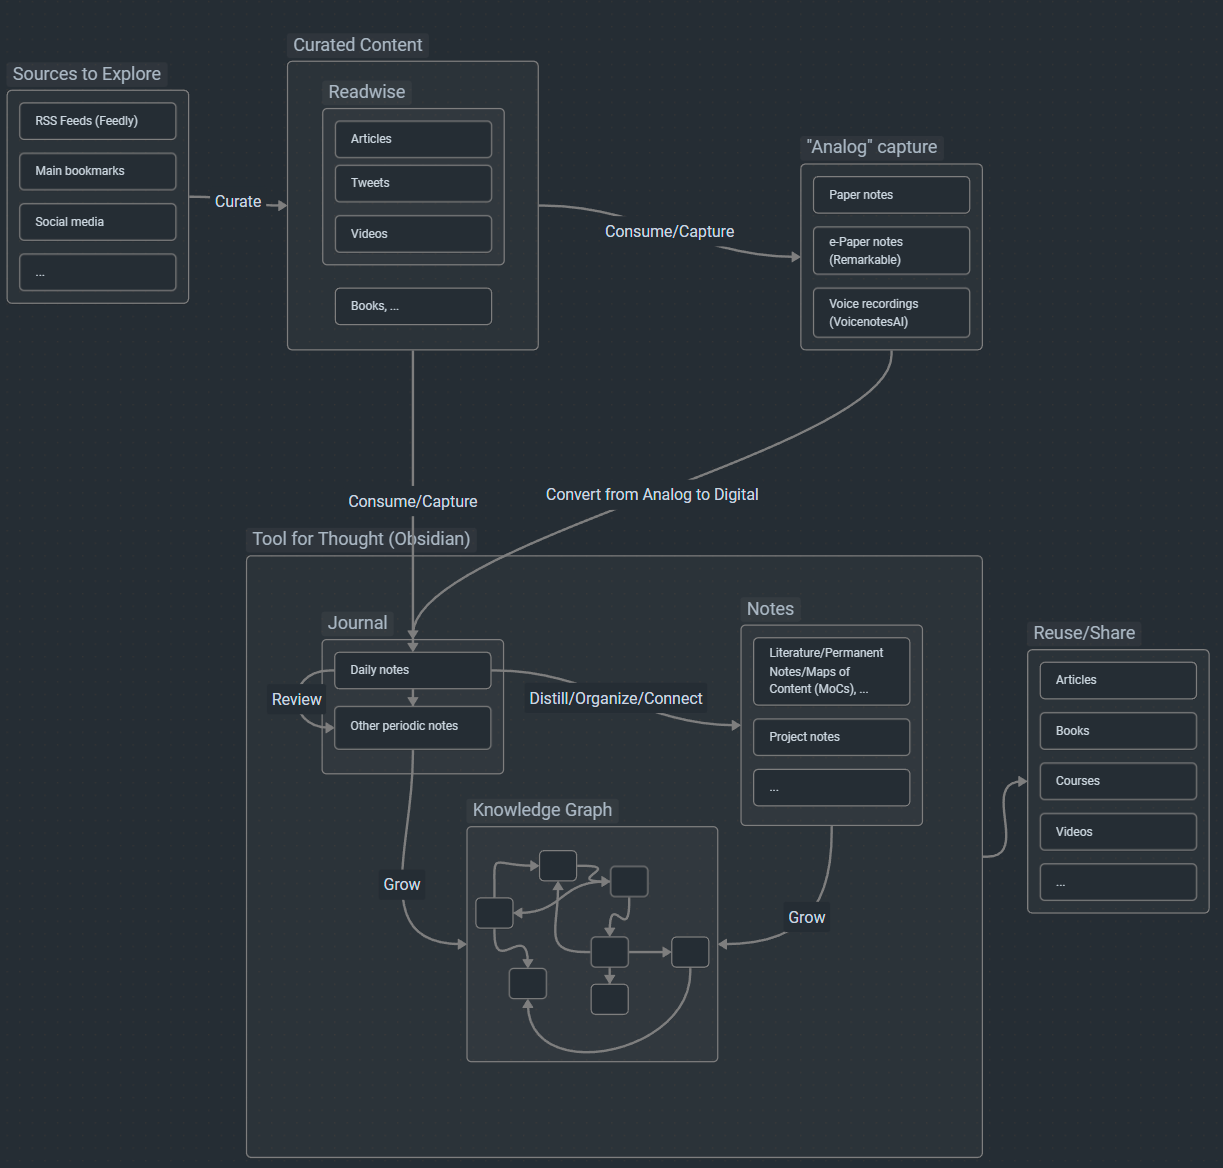 Sources to Explore
RSS Feeds (Feedly)
Main bookmarks
Social media
...
Curate
Curated Content
Readwise
Articles
Tweets
Videos
Books, ...
Consume/Capture
"Analog" capture
Paper notes
e-Paper notes
(Remarkable)
Voice recordings
(VoicenotesAI)
Consume/Capture
Convert from Analog to Digital
Tool for Thought (Obsidian)
Journal
Daily notes
Review
Other periodic notes
Distill/Organize/Connect
Notes
Literature/Permanent
Notes/Maps of
Content (MoCs), ...
Project notes
...
Grow
Knowledge Graph
Grow
Reuse/Share
Articles
Books
Courses
Videos
...